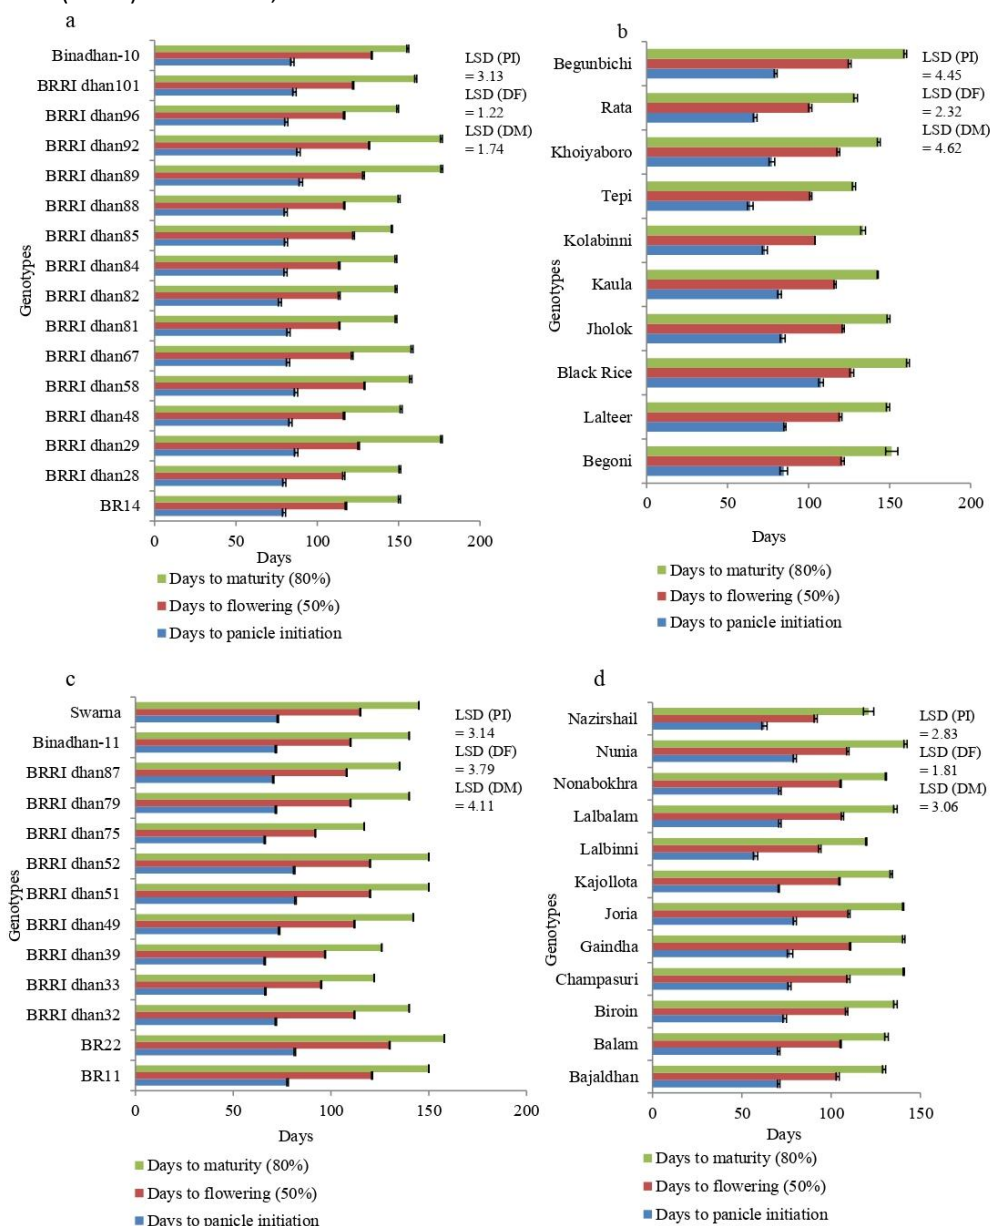 a
Binadhan-10
BRRI dhan101
BRRI dhan96
BRRI dhan92
BRRI dhan89
BRRI dhan88
BRRI dhan85
BRRI dhan84
BRRI dhan82
BRRI dhan81
BRRI dhan67
BRRI dhan58
BRRI dhan48
BRRI dhan29
BRRI dhan28
BR14
Genotypes
LSD (PI)
= 3.13
LSD (DF)
= 1.22
LSD (DM)
= 1.74
0 50 100 150 200
Days
Days to maturity (80%)
Days to flowering (50%)
Days to panicle initiation
b
Begunbichi
Rata
Khoiyaboro
Tepi
Kolabinni
Kaula
Jholok
Black Rice
Lalteer
Begoni
Genotypes
LSD (PI)
= 4.45
LSD (DF)
= 2.32
LSD (DM)
= 4.62
0 50 100 150 200
Days
Days to maturity (80%)
Days to flowering (50%)
Days to panicle initiation
c
Swarna
Binadhan-11
BRRI dhan87
BRRI dhan79
BRRI dhan75
BRRI dhan52
BRRI dhan51
BRRI dhan49
BRRI dhan39
BRRI dhan33
BRRI dhan32
BR22
BR11
Genotypes
LSD (PI)
= 3.14
LSD (DF)
= 3.79
LSD (DM)
= 4.11
0 50 100 150 200
Days
Days to maturity (80%)
Days to flowering (50%)
Days to panicle initiation
d
Nazirshail
Nunia
Nonabokhra
Lalbalam
Lalbinni
Kajollota
Joria
Gaindha
Champasuri
Biroin
Balam
Bajaldhan
Genotypes
LSD (PI)
= 2.83
LSD (DF)
= 1.81
LSD (DM)
= 3.06
0 50 100 150
Days
Days to maturity (80%)
Days to flowering (50%)
Days to panicle initiation